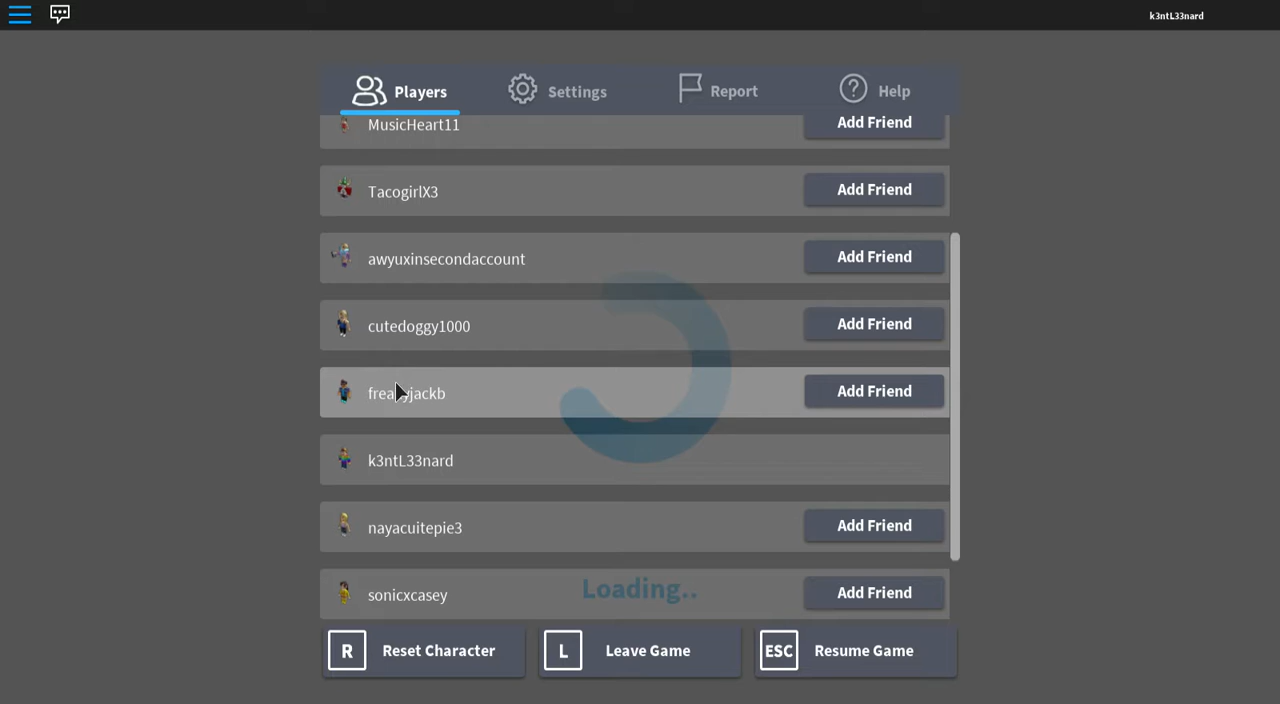 k3ntL33nard
Players
Settings
Report
Help
MusicHeart11
Add Friend
TacogirlX3
Add Friend
awyuxinsecondaccount
Add Friend
cutedoggy1000
Add Friend
Add Friend
k3ntL33nard
nayacuitepie3
Add Friend
Loading..
sonicxcasey
Add Friend
R Reset Character
L Leave Game
ESC Resume Game